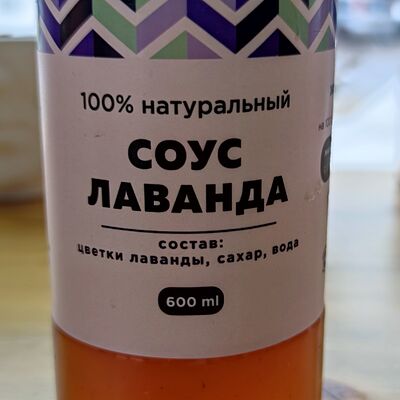 100% натуральный
СОУС
ЛАВАНДА
состав:
цветки лаванды, сахар, вода
600 ml